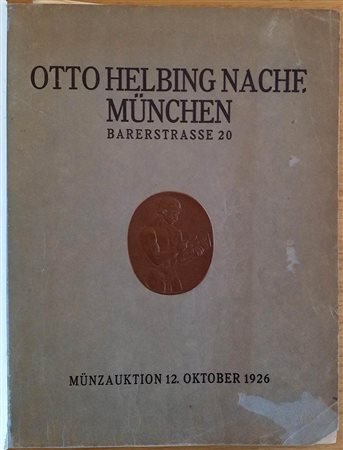 OTTO HELBING NACHF.
MÜNCHEN
BARERSTRASSE 20
MÜNZAUKTION 12. OKTOBER 1926